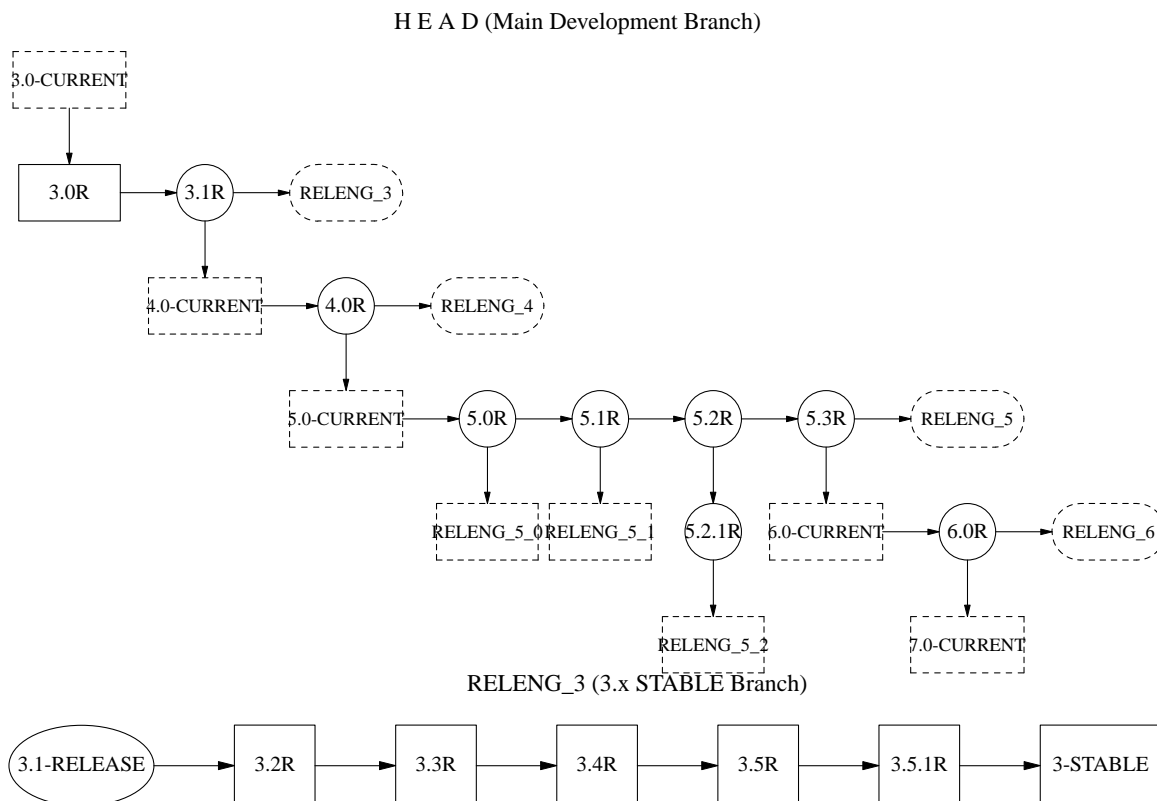 H E A D (Main Development Branch)
3.0-CURRENT
3.0R
3.1R
RELENG_3
4.0-CURRENT
4.0R
RELENG_4
5.0-CURRENT
5.0R
5.1R
5.2R
5.3R
RELENG_5
RELENG_5_0
RELENG_5_1
5.2.1R
6.0-CURRENT
6.0R
RELENG_6
RELENG_5_2
7.0-CURRENT
RELENG_3 (3.x STABLE Branch)
3.1-RELEASE
3.2R
3.3R
3.4R
3.5R
3.5.1R
3-STABLE